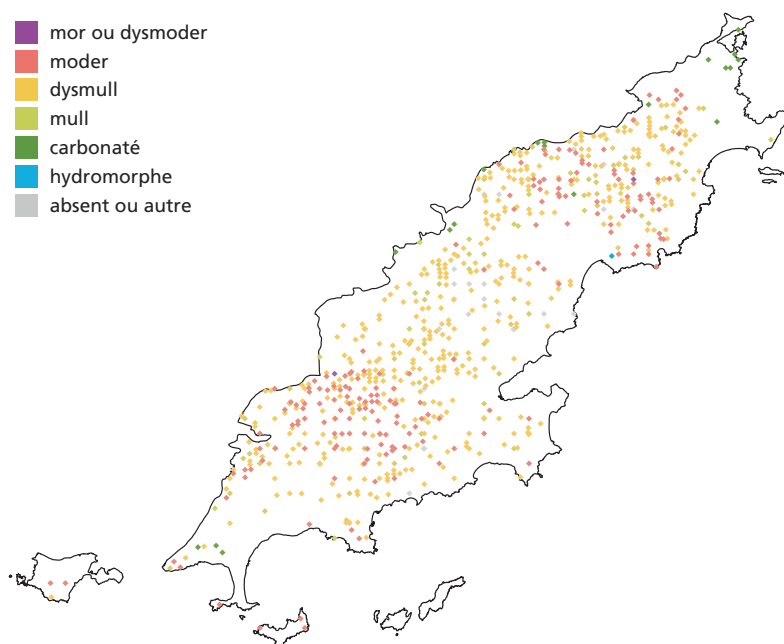 mor ou dysmoder
moder
dysmull
mull
carbonaté
hydromorphe
absent ou autre